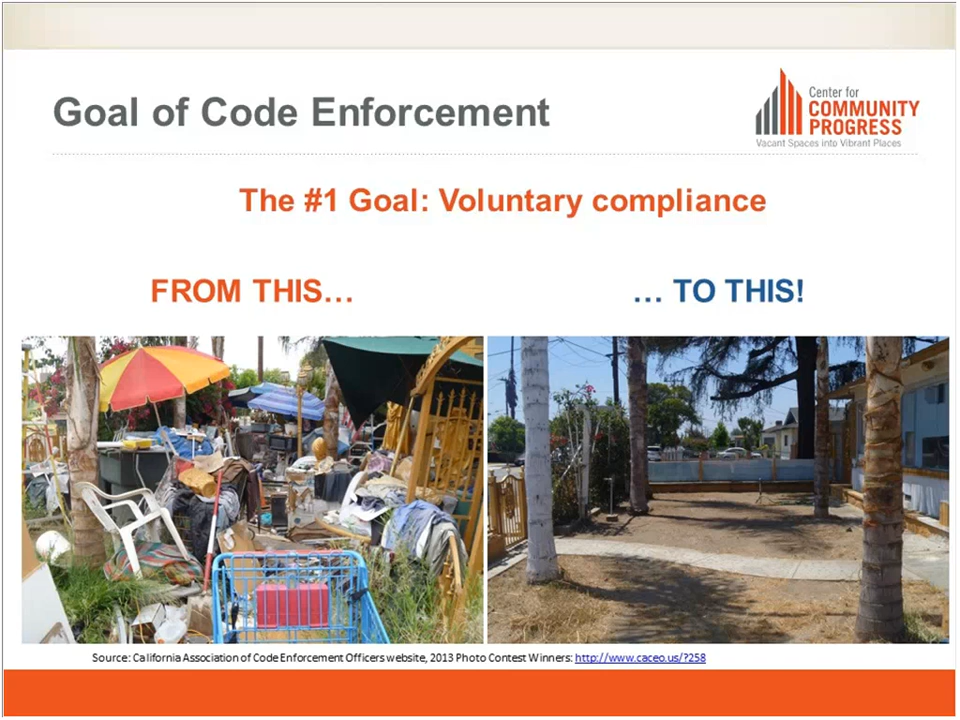 Goal of Code Enforcement
Center for
COMMUNITY
PROGRESS
Vacant Spaces into Vibrant Places
The #1 Goal: Voluntary compliance
FROM THIS…
… TO THIS!
Source: California Association of Code Enforcement Officers website, 2013 Photo Contest Winners: http://www.caceo.us/?258